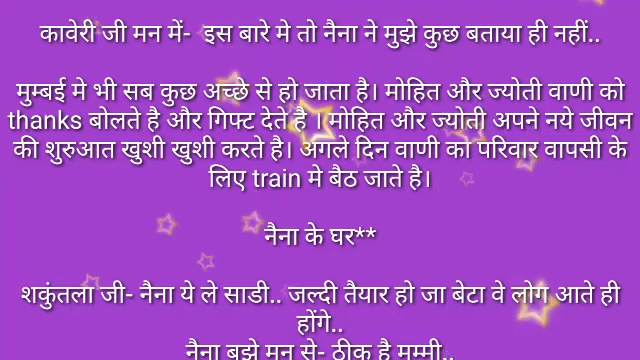 कावेरी जी मन में-  इस बारे मे तो नैना ने मुझे कुछ बताया ही नहीं..
मुम्बई मे भी सब कुछ अच्छे से हो जाता है। मोहित और ज्योती वाणी को
thanks बोलते है और गिफ्ट देते है । मोहित और ज्योती अपने नये जीवन
की शुरुआत खुशी खुशी करते है। अगले दिन वाणी का परिवार वापसी के
लिए train मे बैठ जाते है।
नैना के घर**
शकुंतला जी- नैना ये ले साडी.. जल्दी तैयार हो जा बेटा वे लोग आते ही
होंगे..
नैना बुझे मन से- ठीक है मम्मी..